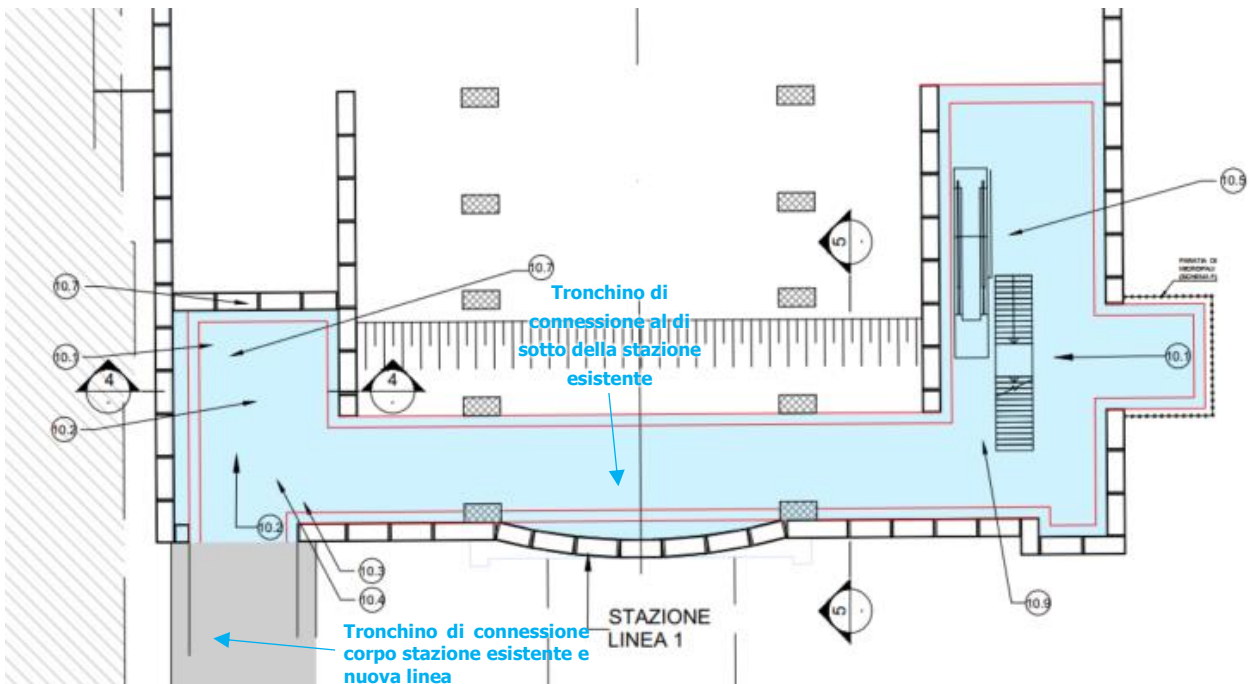 10.5
PARATIA DI
MICROPALI
10.7
10.7
Tronchino di
connessione al di
sotto della stazione
esistente
5
10.1
10.1
4
4
10.2
10.2
10.3
10.4
10.9
5
STAZIONE
LINEA 1
Tronchino di connessione
corpo stazione esistente e
nuova linea